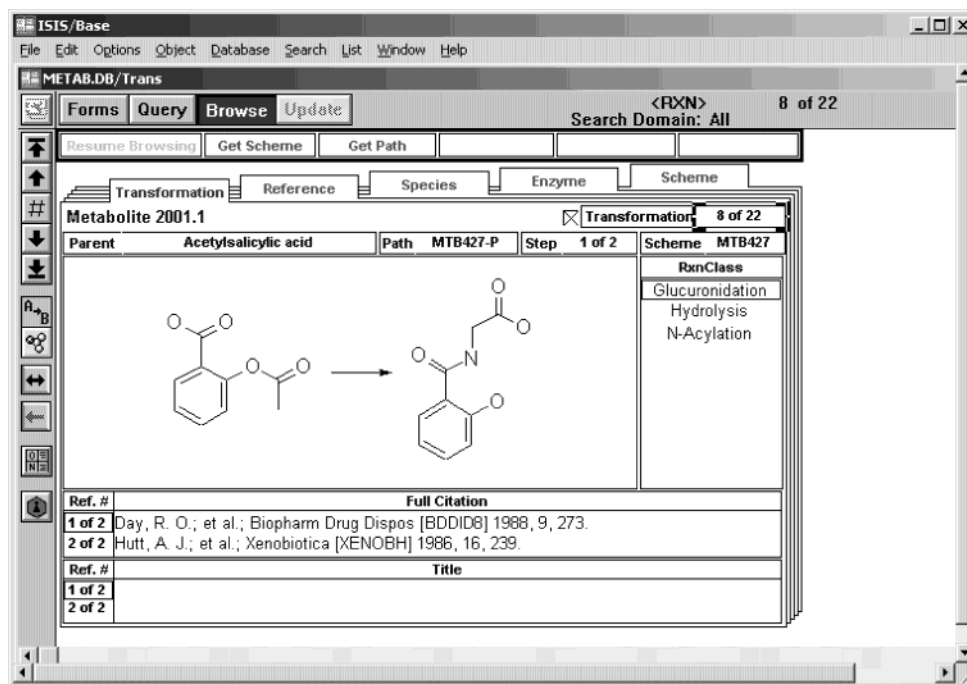 ISIS/Base
File Edit Options Object Database Search List Window Help
METAB.DB/Trans
Forms Query Browse Update <RXN> 8 of 22
Search Domain: All
Resume Browsing Get Scheme Get Path
Transformation Reference Species Enzyme Scheme
Metabolite 2001.1 Transformation 8 of 22
Parent Acetylsalicylic acid Path MTB427-P Step 1 of 2 Scheme MTB427
RxnClass
Glucuronidation
Hydrolysis
N-Acylation
O O O O
O O O N O
Ref. # Full Citation
1 of 2 Day, R. O.; et al.; Biopharm Drug Dispos [BDDID8] 1988, 9, 273.
2 of 2 Hutt, A. J.; et al.; Xenobiotica [XENOBH] 1986, 16, 239.
Ref. # Title
1 of 2
2 of 2